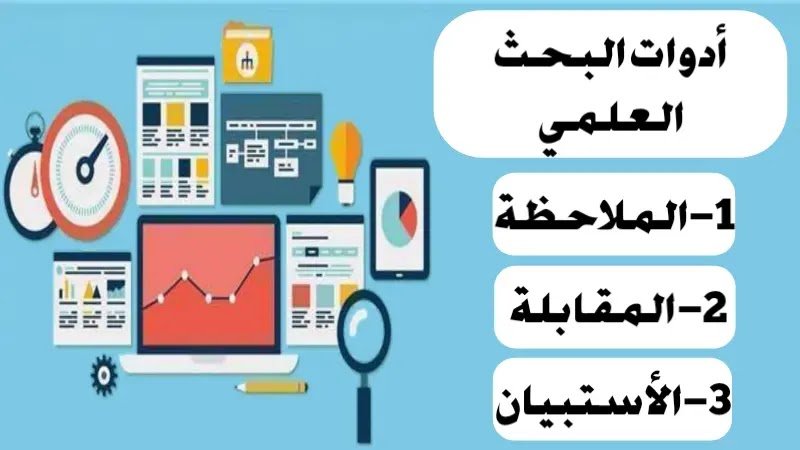 أدوات البحث
العلمي
1-الملاحظة
2-المقابلة
3-الأستبيان